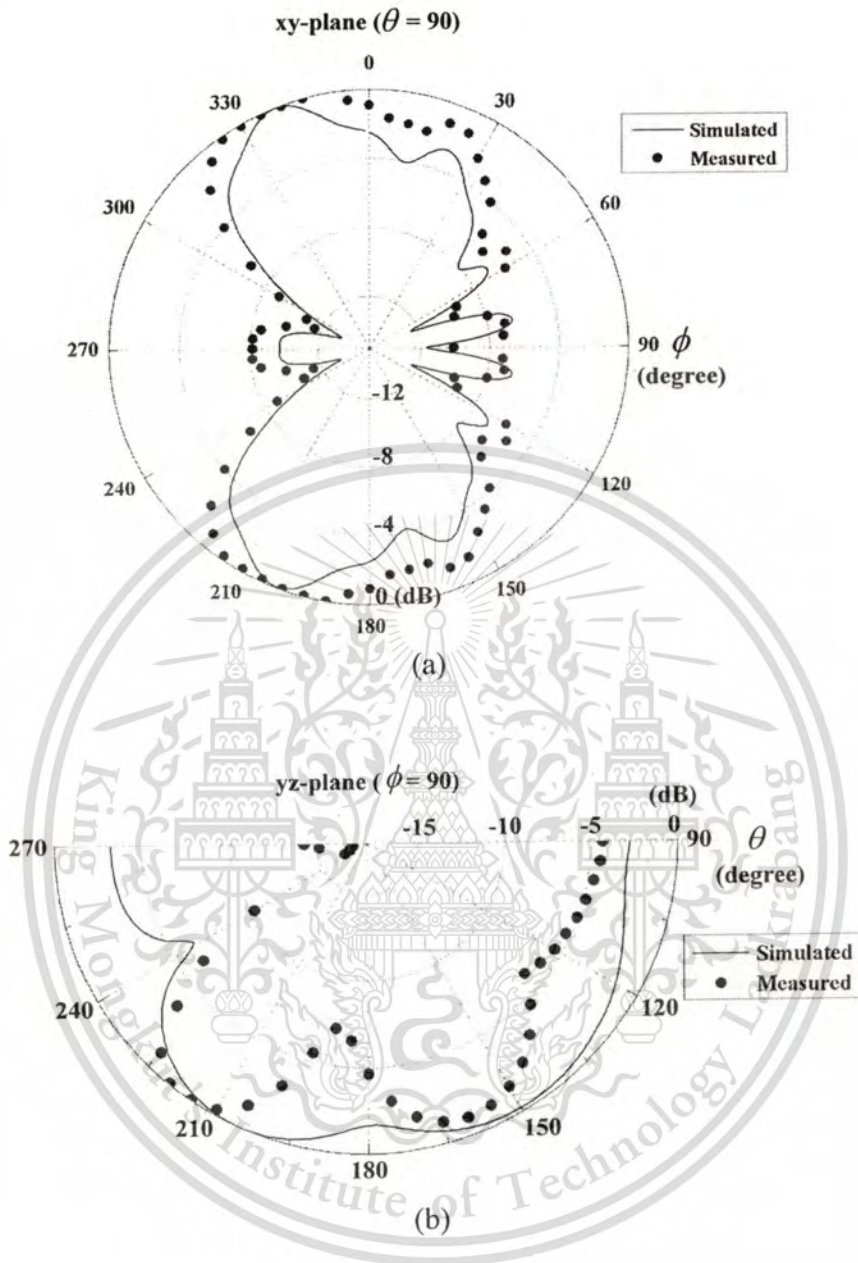 xy-plane (θ = 90)
0
330
30
Simulated
Measured
300
60
270
90 ϕ
(degree)
-12
-8
240
120
-4
210
150
0 (dB)
180
(a)
yz-plane ( ϕ = 90)
(dB)
-15 -10 -5 0
270
90 θ
(degree)
Simulated
Measured
240
120
210
150
180
King Mongkut's Institute of Technology Ladkrabang
(b)